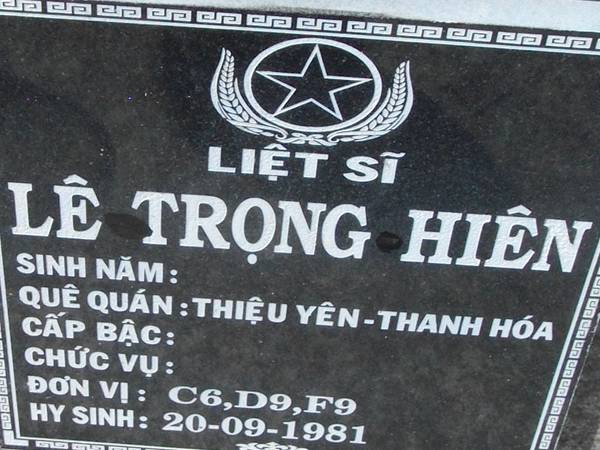 LIỆT SĨ
LÊ TRỌNG HIÊN
SINH NĂM:
QUÊ QUÁN: THIỆU YÊN-THANH HÓA
CẤP BẬC:
CHỨC VỤ:
ĐƠN VỊ: C6,D9,F9
HY SINH: 20-09-1981